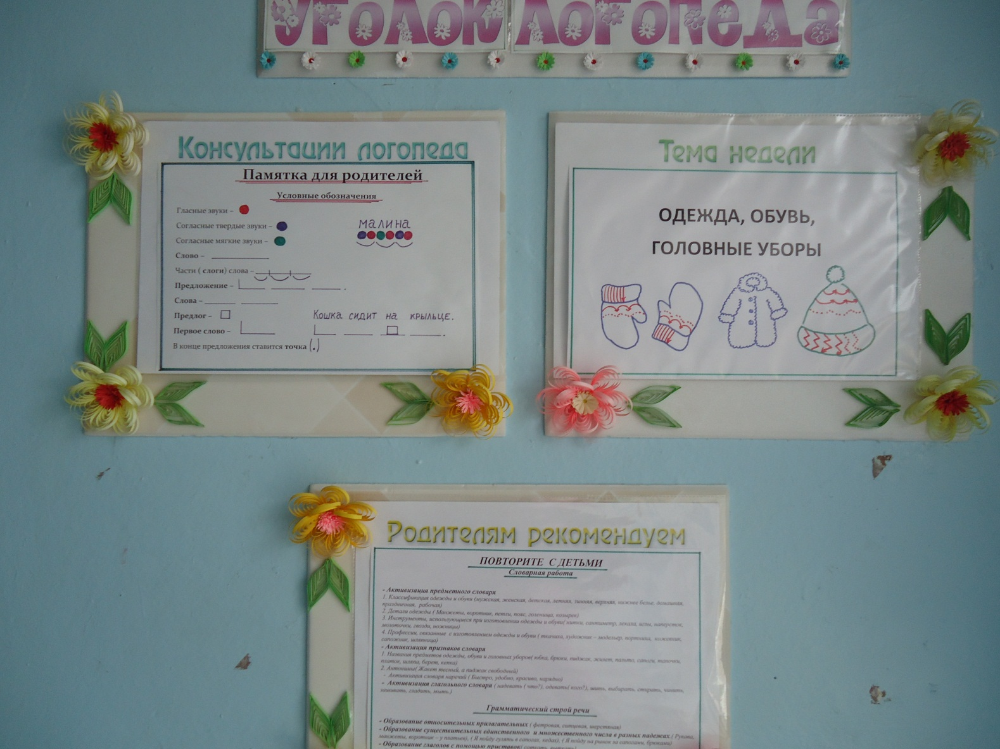 Уголок логопеда
Консультации логопеда
Памятка для родителей
Условные обозначения
Гласные звуки –
Согласные твердые звуки –
Согласные мягкие звуки –
Слово –
Части ( слоги) слова –
Предложение –
Слова –
Предлог –
Первое слово –
В конце предложения ставится точка (.)
малина
Кошка сидит на крыльце.
Тема недели
ОДЕЖДА, ОБУВЬ,
ГОЛОВНЫЕ УБОРЫ
Родителям рекомендуем
ПОВТОРИТЕ С ДЕТЬМИ
Словарная работа
- Активизация предметного словаря
1. Классификация одежды и обуви (мужская, женская, детская, летняя, зимняя, верхняя, нижнее белье, домашняя,
праздничная, рабочая)
2. Детали одежды ( Манжеты, воротник, петли, пояс, голенища, козырек)
3. Инструменты, использующиеся при изготовлении одежды и обуви( нитки, сантиметр, лекала, иглы, наперсток,
молоточки, гвозди, ножницы)
4. Профессии, связанные с изготовлением одежды и обуви ( ткачиха, художник – модельер, портниха, кожевник,
сапожник, шляпница)
- Активизация признаков словаря
1. Названия предметов одежды, обуви и головных уборов( юбка, брюки, пиджак, жилет, пальто, сапоги, тапочки,
платок, шляпа, берет, кепка)
2. Антонимы( Жакет тесный, а пиджак свободный)
- Активизация словаря наречий ( Быстро, удобно, красиво, нарядно)
- Активизация глагольного словаря ( надевать ( что?), одевать( кого?), шить, выбирать, стирать, чинить,
зашивать, гладить, мыть.)
Грамматический строй речи
- Образование относительных прилагательных ( фетровая, ситцевая, шерстяная)
- Образование существительных единственного и множественного числа в разных падежах ( Рукава,
манжеты, воротник – у платьев), ( Я пойду гулять в сапогах, кедах), ( Я пойду на рынок за сапогами, брюками)
- Образование глаголов с помощью приставок(